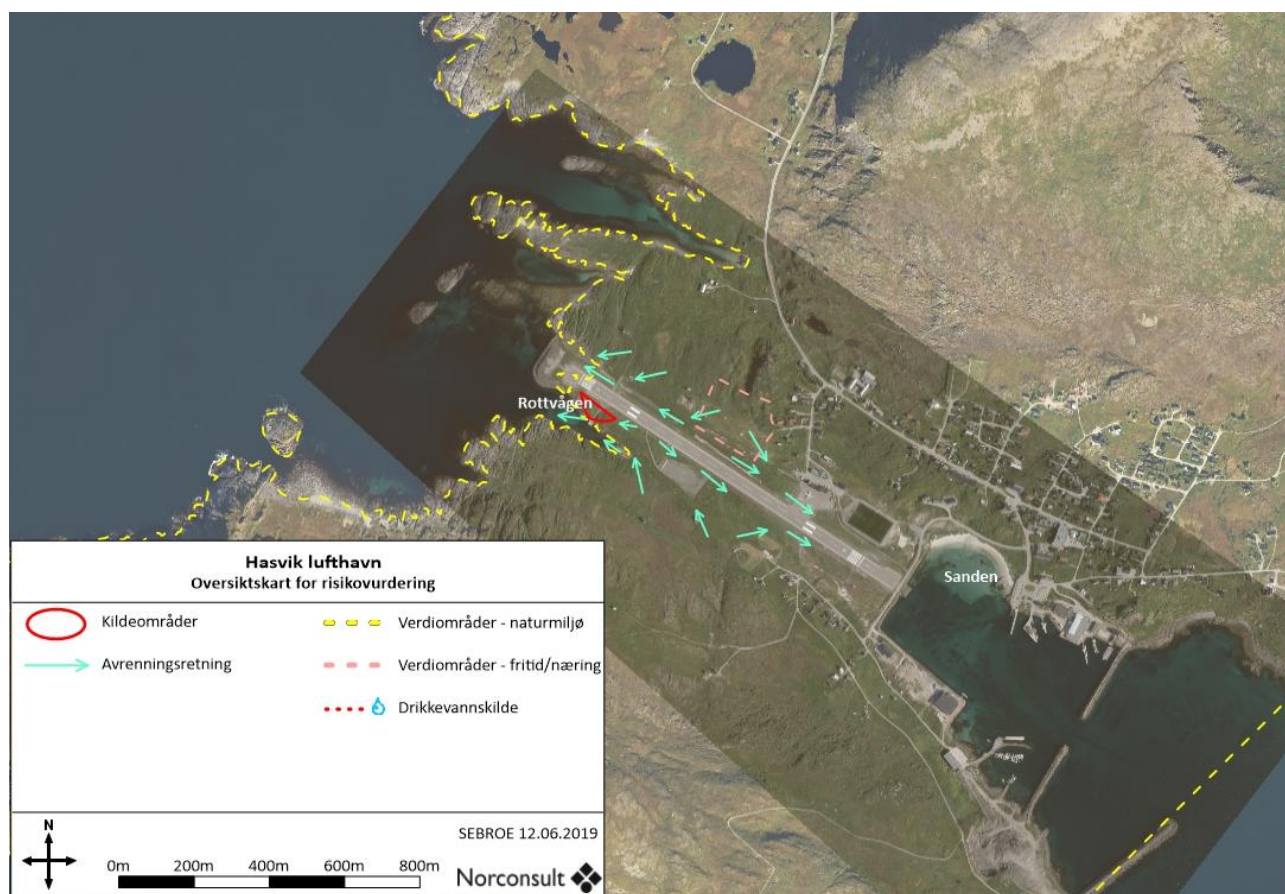 Rottvågen
Sanden
Hasvik lufthavn
Oversiktskart for risikovurdering
Kildeområder
Verdiområder - naturmiljø
Avrenningsretning
Verdiområder - fritid/næring
Drikkevannskilde
N
SEBROE 12.06.2019
0m 200m 400m 600m 800m
Norconsult